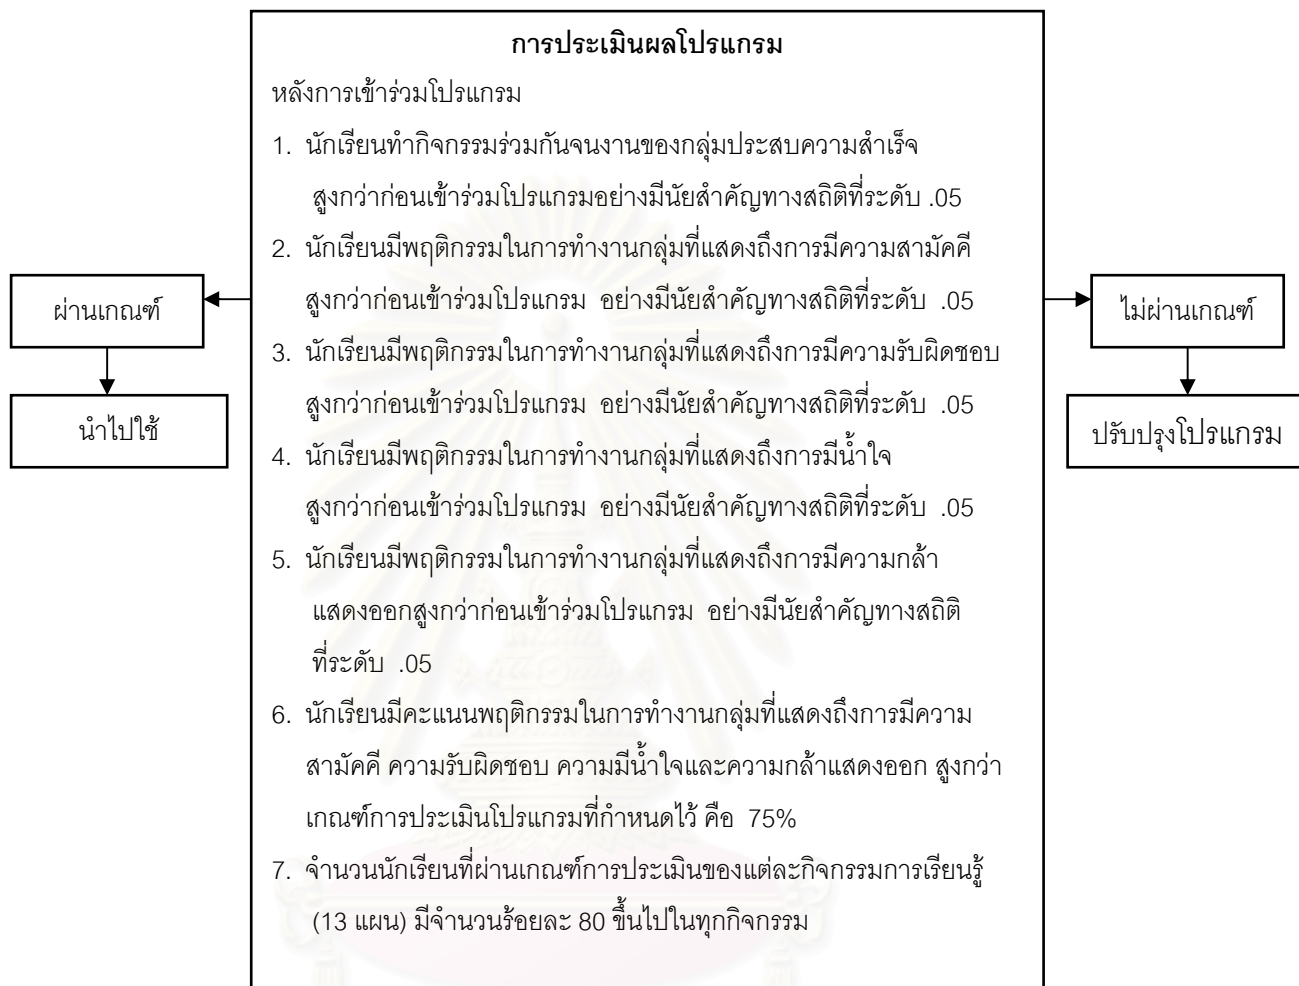 การประเมินผลโปรแกรม
หลังการเข้าร่วมโปรแกรม
1. นักเรียนทำกิจกรรมร่วมกันจนงานของกลุ่มประสบความสำเร็จ
สูงกว่าก่อนเข้าร่วมโปรแกรมอย่างมีนัยสำคัญทางสถิติที่ระดับ .05
2. นักเรียนมีพฤติกรรมในการทำงานกลุ่มที่แสดงถึงการมีความสามัคคี
สูงกว่าก่อนเข้าร่วมโปรแกรม อย่างมีนัยสำคัญทางสถิติที่ระดับ .05
3. นักเรียนมีพฤติกรรมในการทำงานกลุ่มที่แสดงถึงการมีความรับผิดชอบ
สูงกว่าก่อนเข้าร่วมโปรแกรม อย่างมีนัยสำคัญทางสถิติที่ระดับ .05
4. นักเรียนมีพฤติกรรมในการทำงานกลุ่มที่แสดงถึงการมีน้ำใจ
สูงกว่าก่อนเข้าร่วมโปรแกรม อย่างมีนัยสำคัญทางสถิติที่ระดับ .05
5. นักเรียนมีพฤติกรรมในการทำงานกลุ่มที่แสดงถึงการมีความกล้า
แสดงออกสูงกว่าก่อนเข้าร่วมโปรแกรม อย่างมีนัยสำคัญทางสถิติ
ที่ระดับ .05
6. นักเรียนมีคะแนนพฤติกรรมในการทำงานกลุ่มที่แสดงถึงการมีความ
สามัคคี ความรับผิดชอบ ความมีน้ำใจและความกล้าแสดงออก สูงกว่า
เกณฑ์การประเมินโปรแกรมที่กำหนดไว้ คือ 75%
7. จำนวนนักเรียนที่ผ่านเกณฑ์การประเมินของแต่ละกิจกรรมการเรียนรู้
(13 แผน) มีจำนวนร้อยละ 80 ขึ้นไปในทุกกิจกรรม
ผ่านเกณฑ์
นำไปใช้
ไม่ผ่านเกณฑ์
ปรับปรุงโปรแกรม